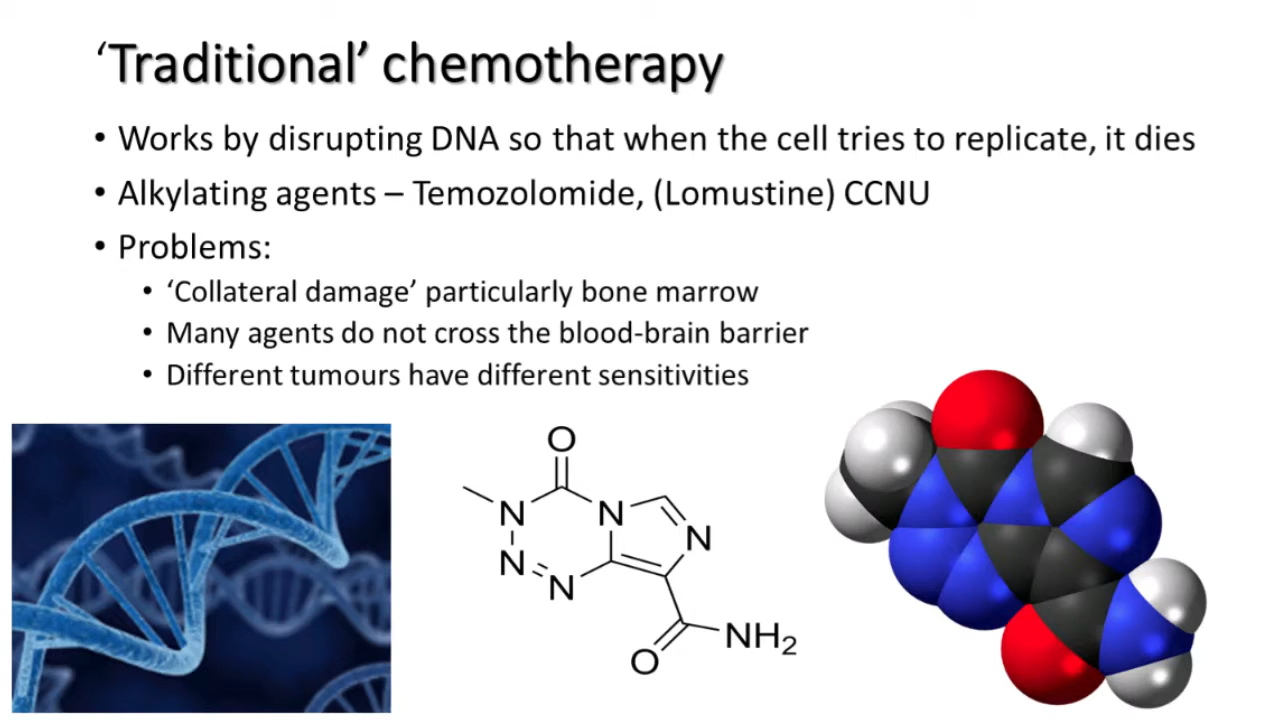 ‘Traditional’ chemotherapy
• Works by disrupting DNA so that when the cell tries to replicate, it dies
• Alkylating agents – Temozolomide, (Lomustine) CCNU
• Problems:
• ‘Collateral damage’ particularly bone marrow
• Many agents do not cross the blood-brain barrier
• Different tumours have different sensitivities
O
N
N
N
N
N
NH₂
O